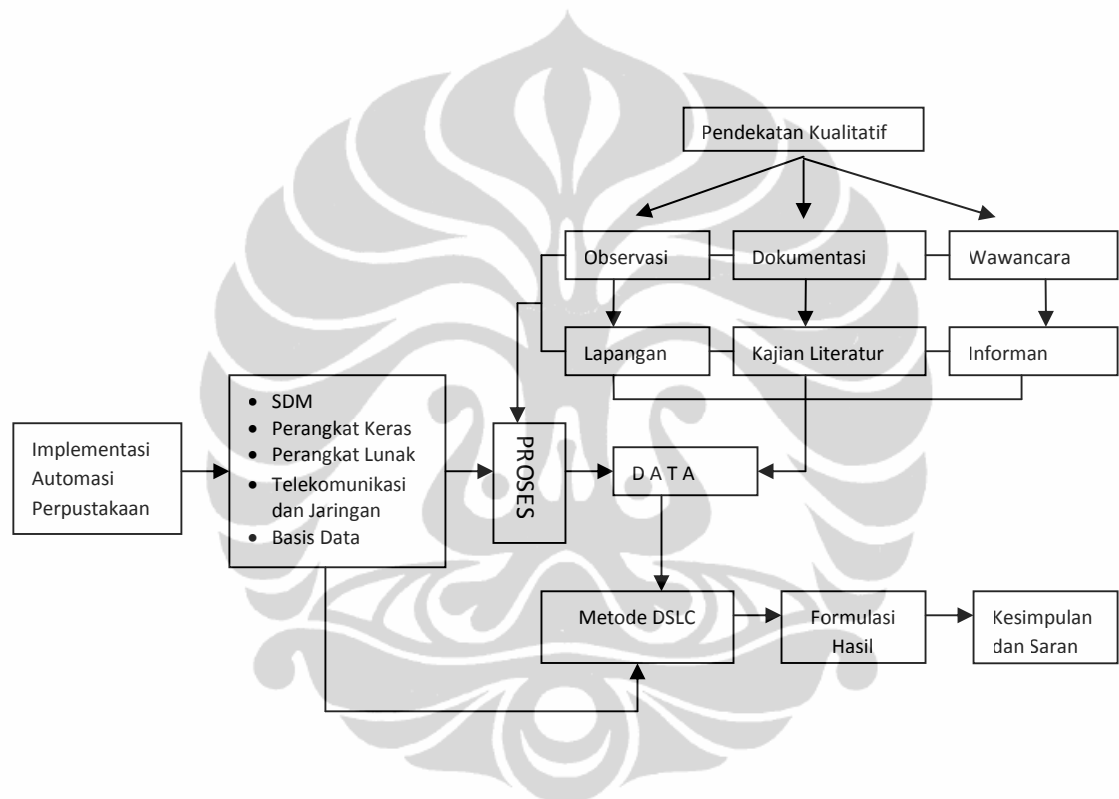 Pendekatan Kualitatif
Observasi
Dokumentasi
Wawancara
Lapangan
Kajian Literatur
Informan
Implementasi
Automasi
Perpustakaan
• SDM
• Perangkat Keras
• Perangkat Lunak
• Telekomunikasi
dan Jaringan
• Basis Data
PROSES
D A T A
Metode DSLC
Formulasi
Hasil
Kesimpulan
dan Saran